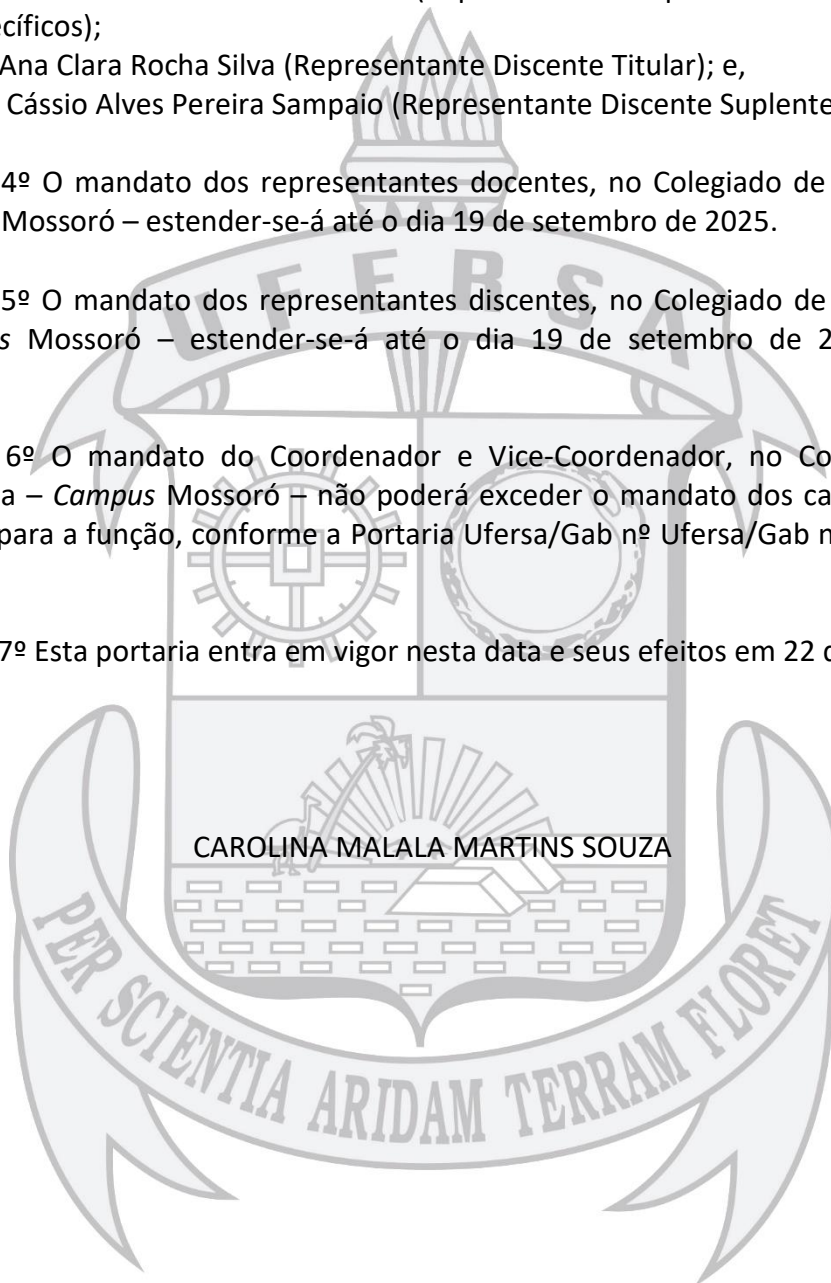 ecíficos);
Ana Clara Rocha Silva (Representante Discente Titular); e,
Cássio Alves Pereira Sampaio (Representante Discente Suplente
4º O mandato dos representantes docentes, no Colegiado de
Mossoró – estender-se-á até o dia 19 de setembro de 2025.
UFERSA
5º O mandato dos representantes discentes, no Colegiado de
s Mossoró – estender-se-á até o dia 19 de setembro de 2
6º O mandato do Coordenador e Vice-Coordenador, no Co
a – Campus Mossoró – não poderá exceder o mandato dos ca
para a função, conforme a Portaria Ufersa/Gab nº Ufersa/Gab n
7º Esta portaria entra em vigor nesta data e seus efeitos em 22 d
CAROLINA MALALA MARTINS SOUZA
PER SCIENTIA ARIDAM TERRAM FLORET